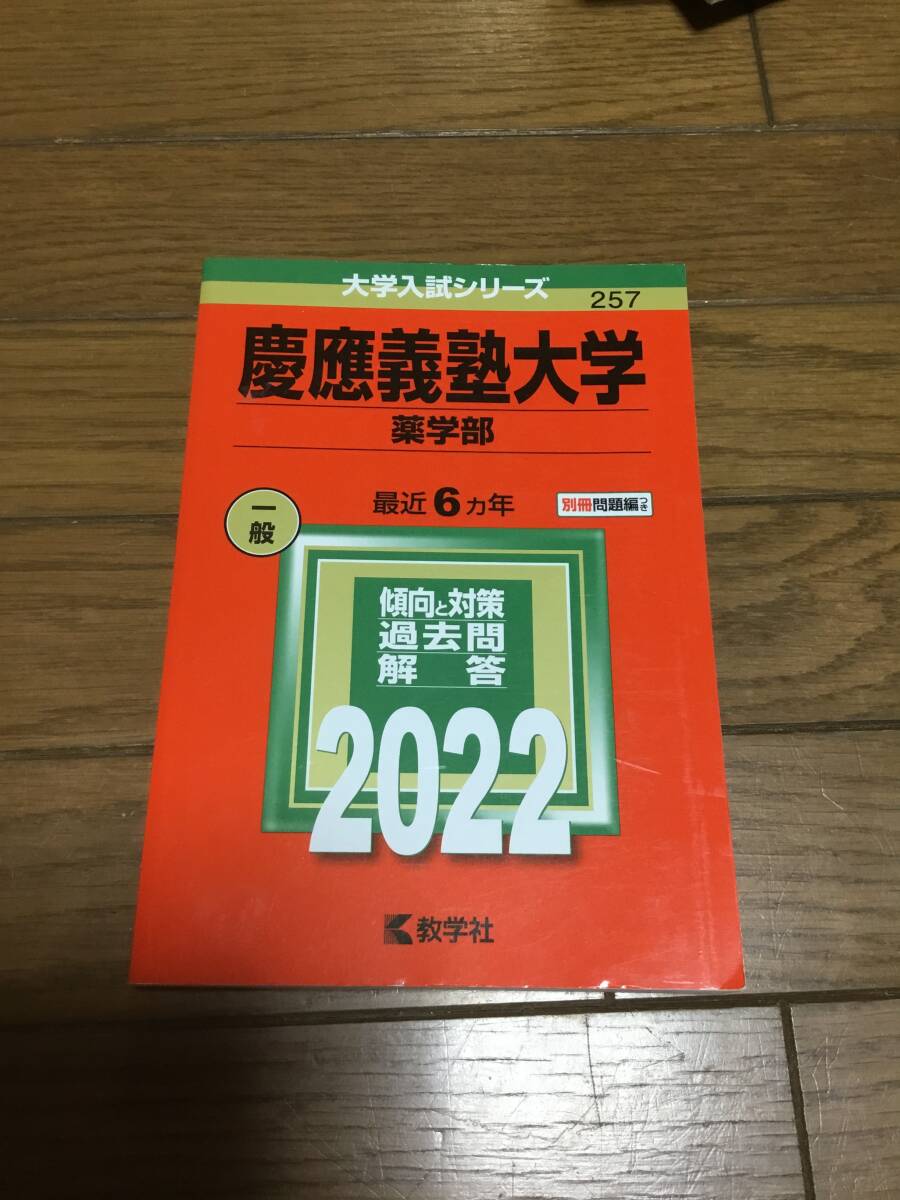 大学入試シリーズ
257
慶應義塾大学
薬学部
一般
最近6ヵ年
別冊問題編つき
傾向と対策
過去問
解答
2022
教学社